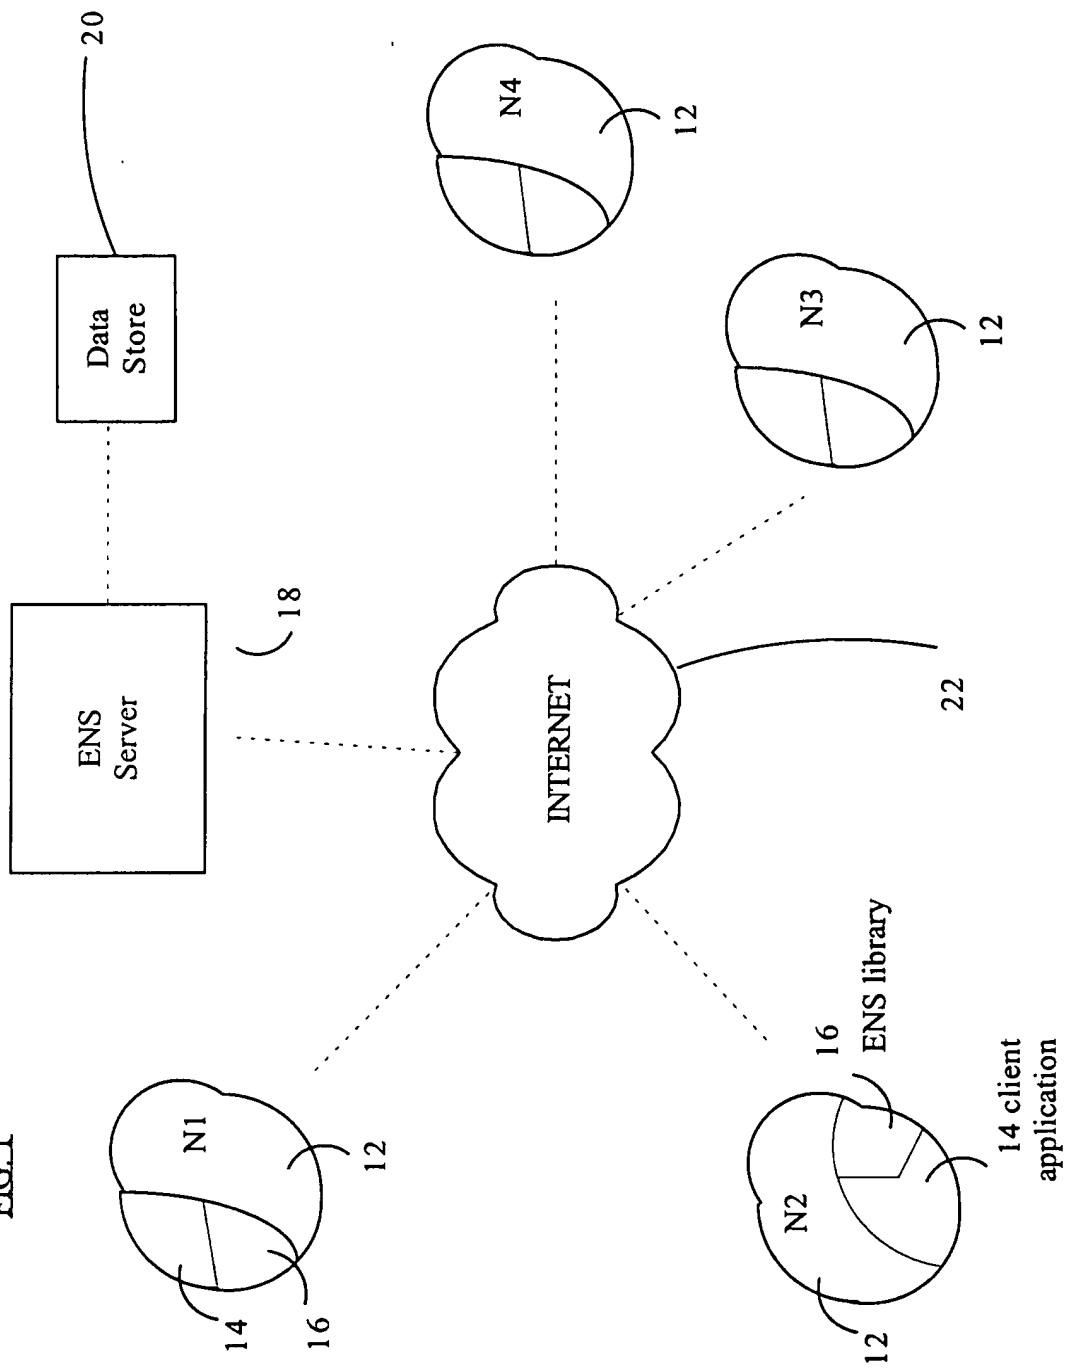 FIG. 1
20
ENS
Server
Data
Store
N1
14
18
16
12
N4
INTERNET
12
N2
N3
16
ENS library
12
22
12
14 client
application